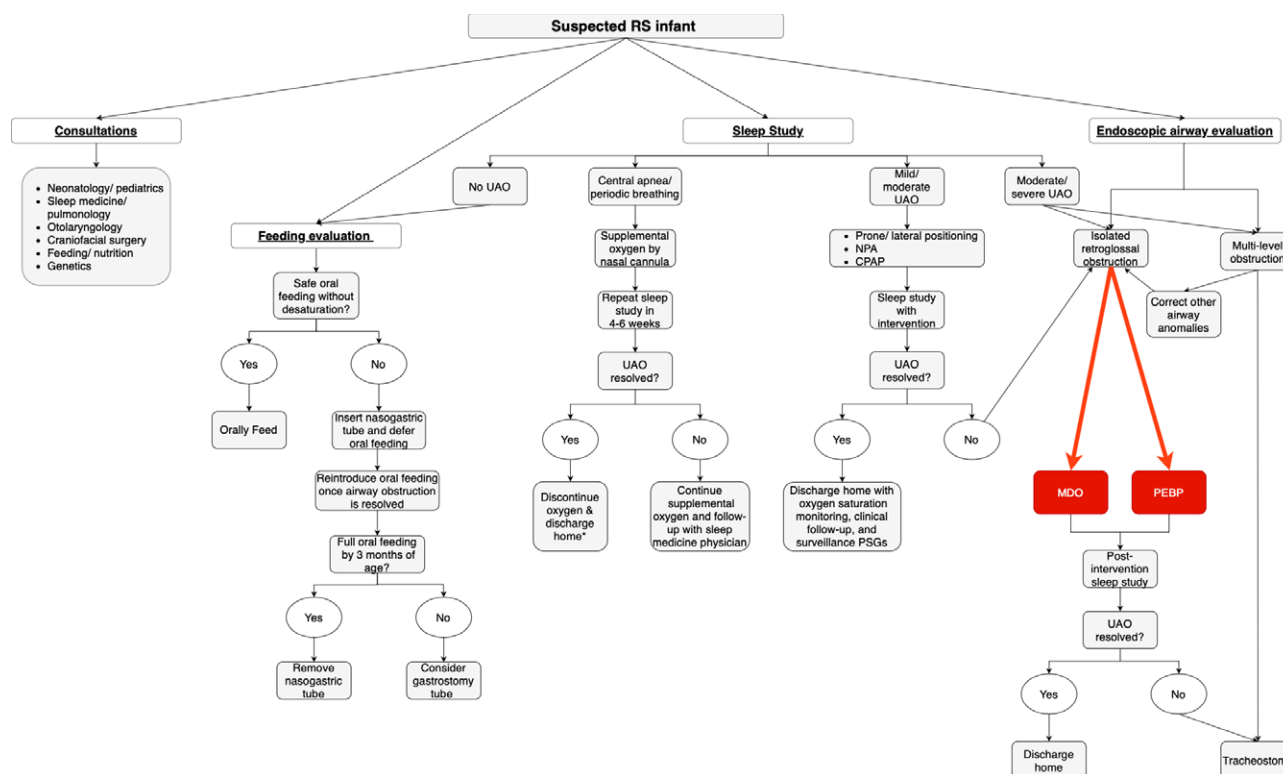 Suspected RS infant
Consultations
• Neonatology/ pediatrics
• Sleep medicine/
pulmonology
• Otolaryngology
• Craniofacial surgery
• Feeding/ nutrition
• Genetics
Feeding evaluation
Safe oral
feeding without
desaturation?
Yes
No
Orally Feed
Insert nasogastric
tube and defer
oral feeding
Reintroduce oral feeding
once airway obstruction
is resolved
Full oral feeding
by 3 months of
age?
Yes
No
Remove
nasogastric
tube
Consider
gastrostomy
tube
Sleep Study
No UAO
Central apnea/
periodic breathing
Supplemental
oxygen by
nasal cannula
Repeat sleep
study in
4-6 weeks
UAO
resolved?
Yes
No
Discontinue
oxygen &
discharge
home*
Continue
supplemental
oxygen and follow-
up with sleep
medicine physician
Mild/
moderate
UAO
• Prone/ lateral positioning
• NPA
• CPAP
Sleep study
with
intervention
UAO
resolved?
Yes
No
Discharge home with
oxygen saturation
monitoring, clinical
follow-up, and
surveillance PSGs
Moderate/
severe UAO
Endoscopic airway evaluation
Isolated
retroglossal
obstruction
Multi-level
obstruction
Correct other
airway
anomalies
MDO
PEBP
Post-
intervention
sleep study
UAO
resolved?
Yes
No
Discharge
home
Tracheostom